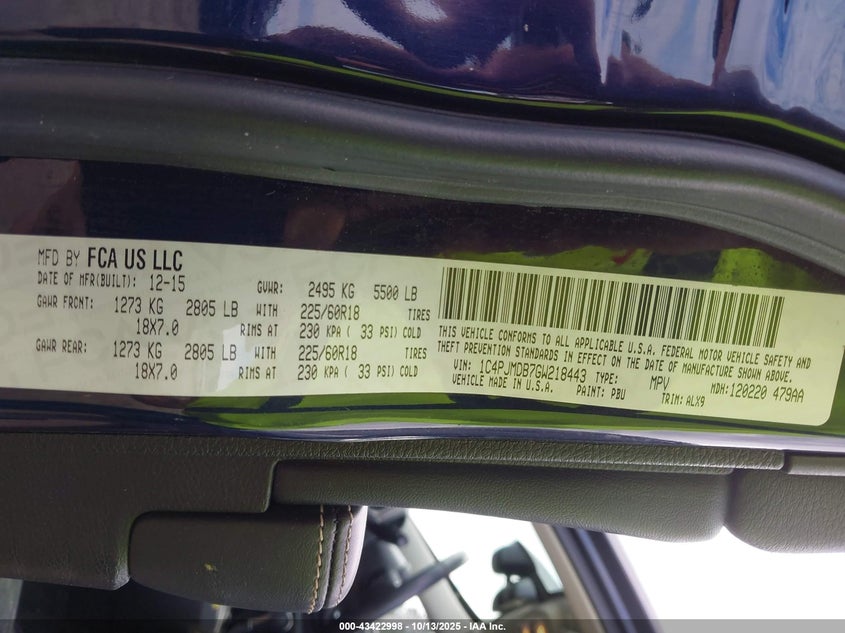 MFD BY FCA US LLC
DATE OF MFR(BUILT): 12-15 GVWR: 2495 KG 5500 LB
GAWR FRONT: 1273 KG 2805 LB WITH 225/60R18 TIRES
18X7.0 RIMS AT 230 KPA ( 33 PSI) COLD
GAWR REAR: 1273 KG 2805 LB WITH 225/60R18 TIRES
18X7.0 RIMS AT 230 KPA ( 33 PSI) COLD
THIS VEHICLE CONFORMS TO ALL APPLICABLE U.S.A. FEDERAL MOTOR VEHICLE SAFETY AND
THEFT PREVENTION STANDARDS IN EFFECT ON THE DATE OF MANUFACTURE SHOWN ABOVE.
VIN: 1C4PJMDB7GW218443 TYPE: MPV MDH: 120220 479AA
VEHICLE MADE IN U.S.A. PAINT: PBU TRIM: ALX9
000-43422998 - 10/13/2025 - IAA Inc.